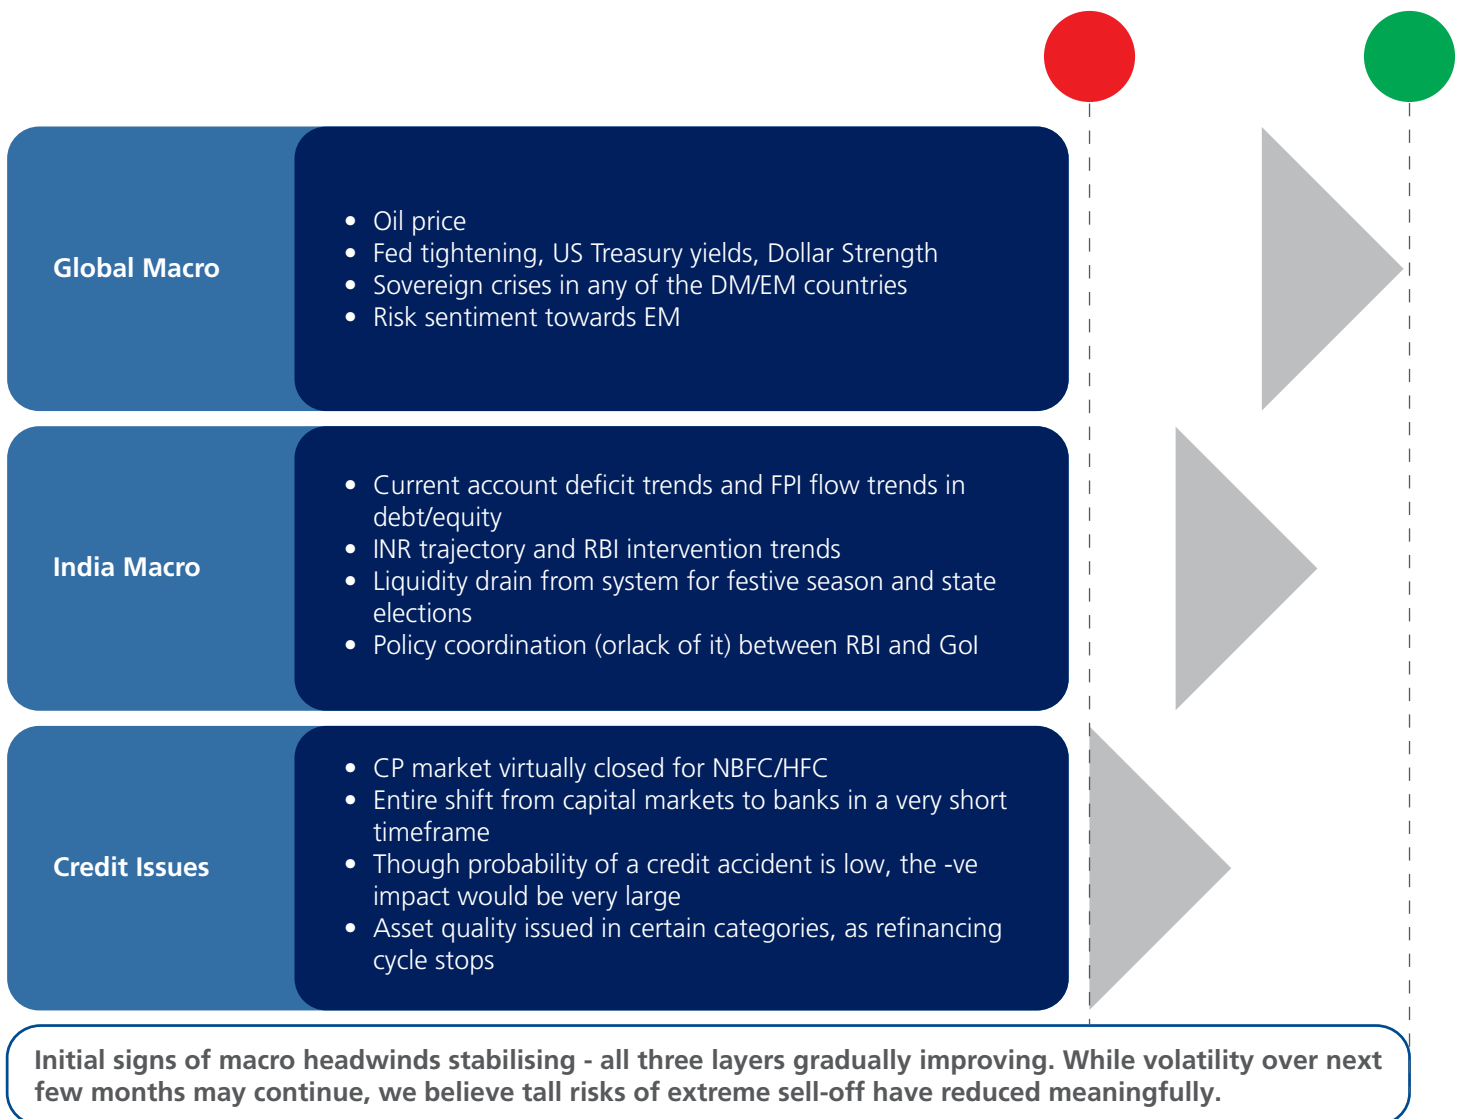 Global Macro
• Oil price
• Fed tightening, US Treasury yields, Dollar Strength
• Sovereign crises in any of the DM/EM countries
• Risk sentiment towards EM
India Macro
• Current account deficit trends and FPI flow trends in
debt/equity
• INR trajectory and RBI intervention trends
• Liquidity drain from system for festive season and state
elections
• Policy coordination (orlack of it) between RBI and GoI
Credit Issues
• CP market virtually closed for NBFC/HFC
• Entire shift from capital markets to banks in a very short
timeframe
• Though probability of a credit accident is low, the -ve
impact would be very large
• Asset quality issued in certain categories, as refinancing
cycle stops
Initial signs of macro headwinds stabilising - all three layers gradually improving. While volatility over next
few months may continue, we believe tall risks of extreme sell-off have reduced meaningfully.